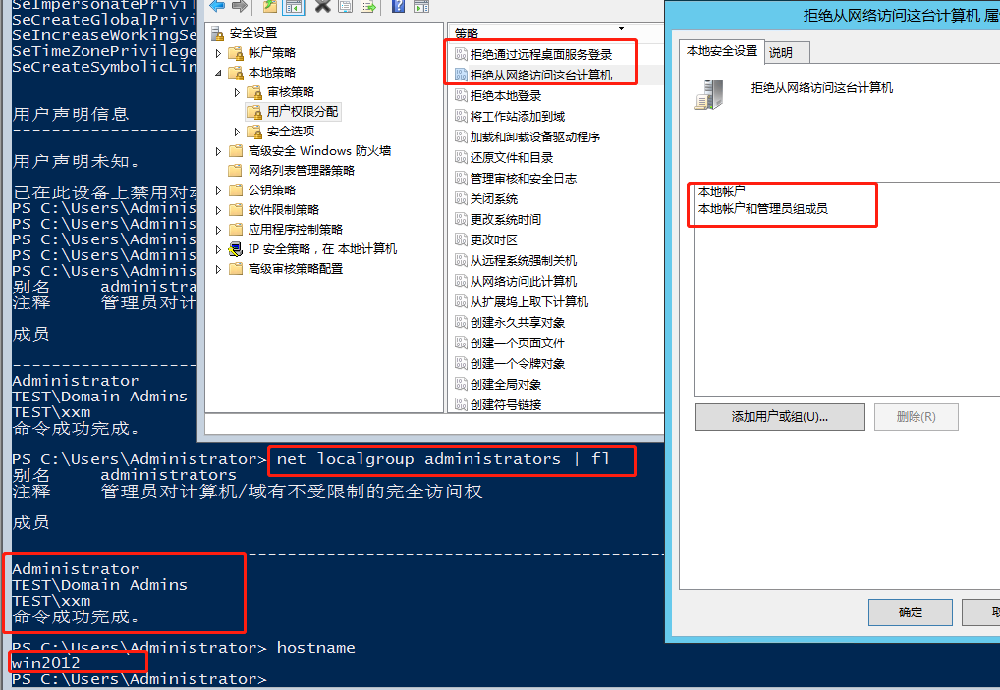 SeImpersonatePrivil
SeCreateGlobalPrivi
SeIncreaseWorkingSe
SeTimeZonePrivilege
SeCreateSymbolicLin
用户声明信息
--------------------
用户声明未知。
已在此设备上禁用对动
PS C:\Users\Adminis
PS C:\Users\Adminis
PS C:\Users\Adminis
PS C:\Users\Adminis
PS C:\Users\Adminis
别名 administra
注释 管理员对计
成员
--------------------
Administrator
TEST\Domain Admins
TEST\xxm
命令成功完成。
PS C:\Users\Administrator> net localgroup administrators | fl
别名 administrators
注释 管理员对计算机/域有不受限制的完全访问权
成员
-------------------------------------------------------------------------------
Administrator
TEST\Domain Admins
TEST\xxm
命令成功完成。
PS C:\Users\Administrator> hostname
win2012
PS C:\Users\Administrator>
安全设置
帐户策略
本地策略
审核策略
用户权限分配
安全选项
高级安全 Windows 防火墙
网络列表管理器策略
公钥策略
软件限制策略
应用程序控制策略
IP 安全策略，在 本地计算机
高级审核策略配置
策略
拒绝通过远程桌面服务登录
拒绝从网络访问这台计算机
拒绝本地登录
将工作站添加到域
加载和卸载设备驱动程序
还原文件和目录
管理审核和安全日志
关闭系统
更改系统时间
更改时区
从远程系统强制关机
从网络访问此计算机
从扩展坞上取下计算机
创建永久共享对象
创建一个页面文件
创建一个令牌对象
创建全局对象
创建符号链接
拒绝从网络访问这台计算机 属
本地安全设置 说明
拒绝从网络访问这台计算机
本地帐户
本地帐户和管理员组成员
添加用户或组(U)... 删除(R)
确定 取